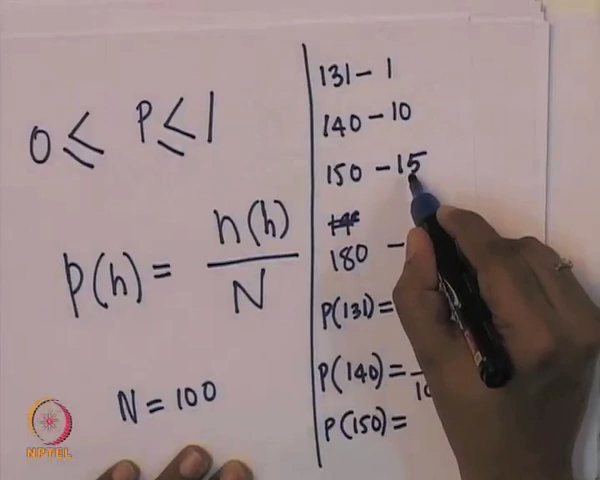 0 ≤ P ≤ 1
P(h) = n(h) / N
N = 100
131 – 1
140 – 10
150 – 15
180 –
P(131) =
P(140) =
P(150) =
NPTEL